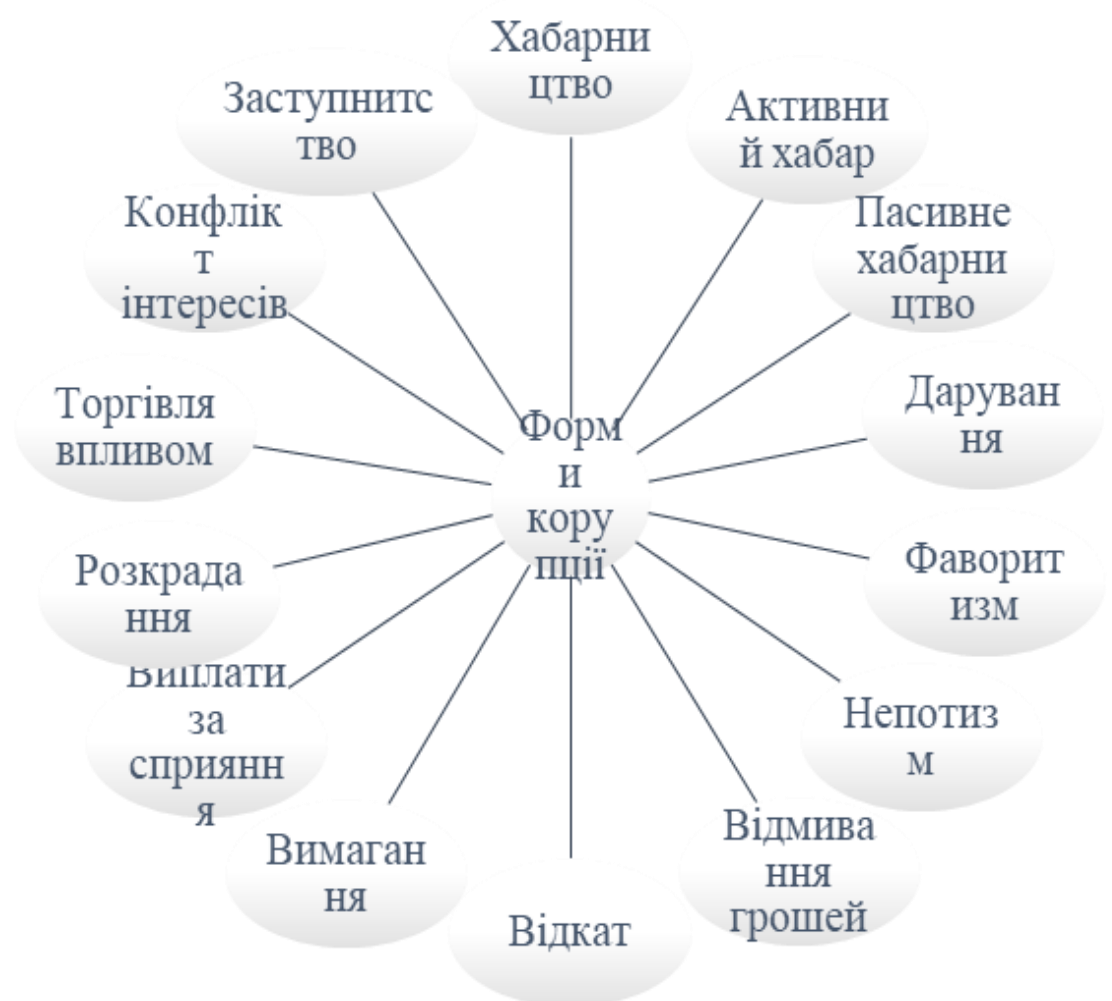 Хабарни
цтво
Активни
й хабар
Пасивне
хабарни
цтво
Даруван
ня
Фаворит
изм
Непотиз
м
Відмива
ння
грошей
Відкат
Вимаган
ня
Виплати
за
сприянн
я
Розкрада
ння
Торгівля
впливом
Конфлік
т
інтересів
Заступнитс
тво
Форм
и
кору
пції